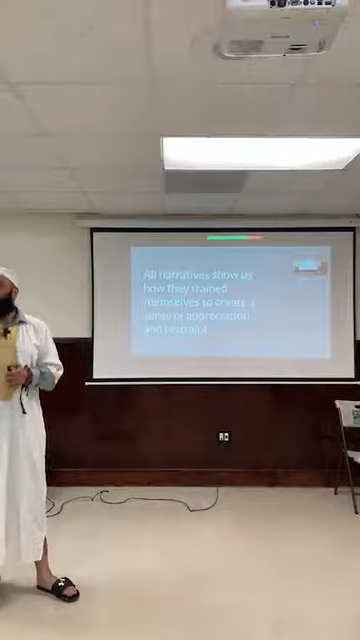 All narratives show us
how they trained
themselves to create a
sense of appreciation
and restraint